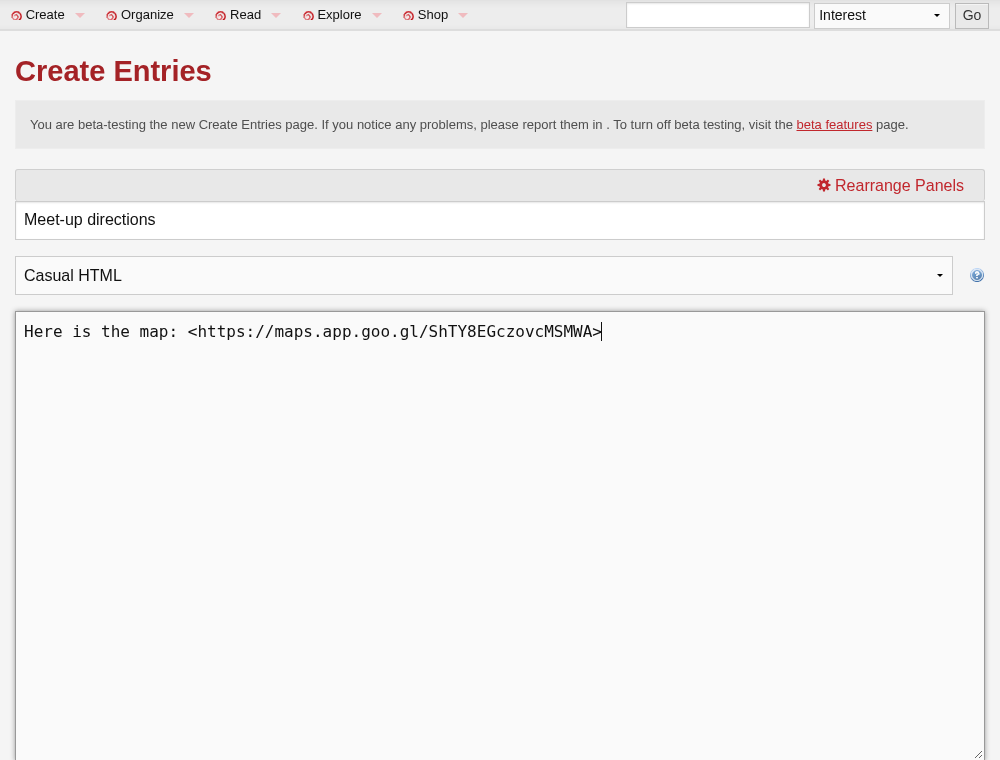 Create Organize Read Explore Shop Interest Go
Create Entries
You are beta-testing the new Create Entries page. If you notice any problems, please report them in . To turn off beta testing, visit the beta features page.
Rearrange Panels
Meet-up directions
Casual HTML
Here is the map: <https://maps.app.goo.gl/ShTY8EGczovcMSMWA>